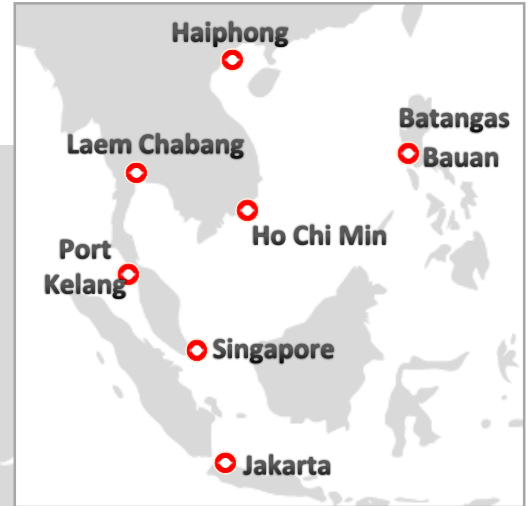 Haiphong
Batangas
Laem Chabang
Bauan
Ho Chi Min
Port
Kelang
Singapore
Jakarta